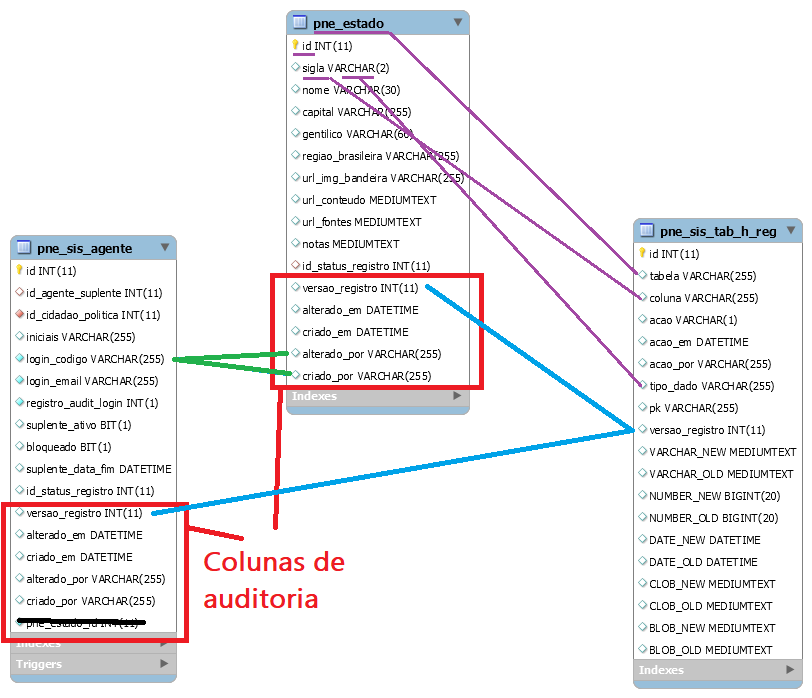 pne_estado
id INT(11)
sigla VARCHAR(2)
nome VARCHAR(30)
capital VARCHAR(255)
gentilico VARCHAR(60)
regiao_brasileira VARCHAR(255)
url_img_bandeira VARCHAR(255)
url_conteudo MEDIUMTEXT
url_fontes MEDIUMTEXT
notas MEDIUMTEXT
id_status_registro INT(11)
versao_registro INT(11)
alterado_em DATETIME
criado_em DATETIME
alterado_por VARCHAR(255)
criado_por VARCHAR(255)
Indexes
pne_sis_agente
id INT(11)
id_agente_suplente INT(11)
id_cidadao_politica INT(11)
iniciais VARCHAR(255)
login_codigo VARCHAR(255)
login_email VARCHAR(255)
registro_audit_login INT(1)
suplente_ativo BIT(1)
bloqueado BIT(1)
suplente_data_fim DATETIME
id_status_registro INT(11)
versao_registro INT(11)
alterado_em DATETIME
criado_em DATETIME
alterado_por VARCHAR(255)
criado_por VARCHAR(255)
pne_estado_id INT(11)
Indexes
Triggers
Colunas de
auditoria
pne_sis_tab_h_reg
id INT(11)
tabela VARCHAR(255)
coluna VARCHAR(255)
acao VARCHAR(1)
acao_em DATETIME
acao_por VARCHAR(255)
tipo_dado VARCHAR(255)
pk VARCHAR(255)
versao_registro INT(11)
VARCHAR_NEW MEDIUMTEXT
VARCHAR_OLD MEDIUMTEXT
NUMBER_NEW BIGINT(20)
NUMBER_OLD BIGINT(20)
DATE_NEW DATETIME
DATE_OLD DATETIME
CLOB_NEW MEDIUMTEXT
CLOB_OLD MEDIUMTEXT
BLOB_NEW MEDIUMTEXT
BLOB_OLD MEDIUMTEXT
Indexes